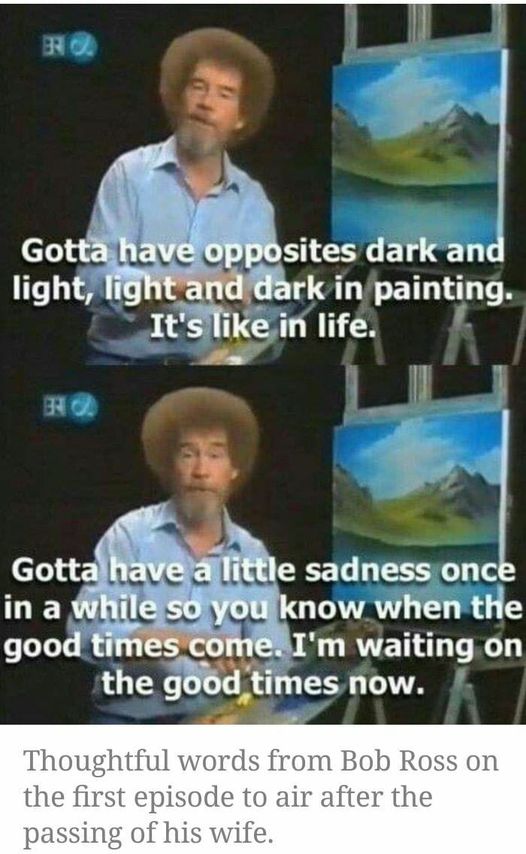 Gotta have opposites dark and
light, light and dark in painting.
It's like in life.
Gotta have a little sadness once
in a while so you know when the
good times come. I'm waiting on
the good times now.
Thoughtful words from Bob Ross on
the first episode to air after the
passing of his wife.